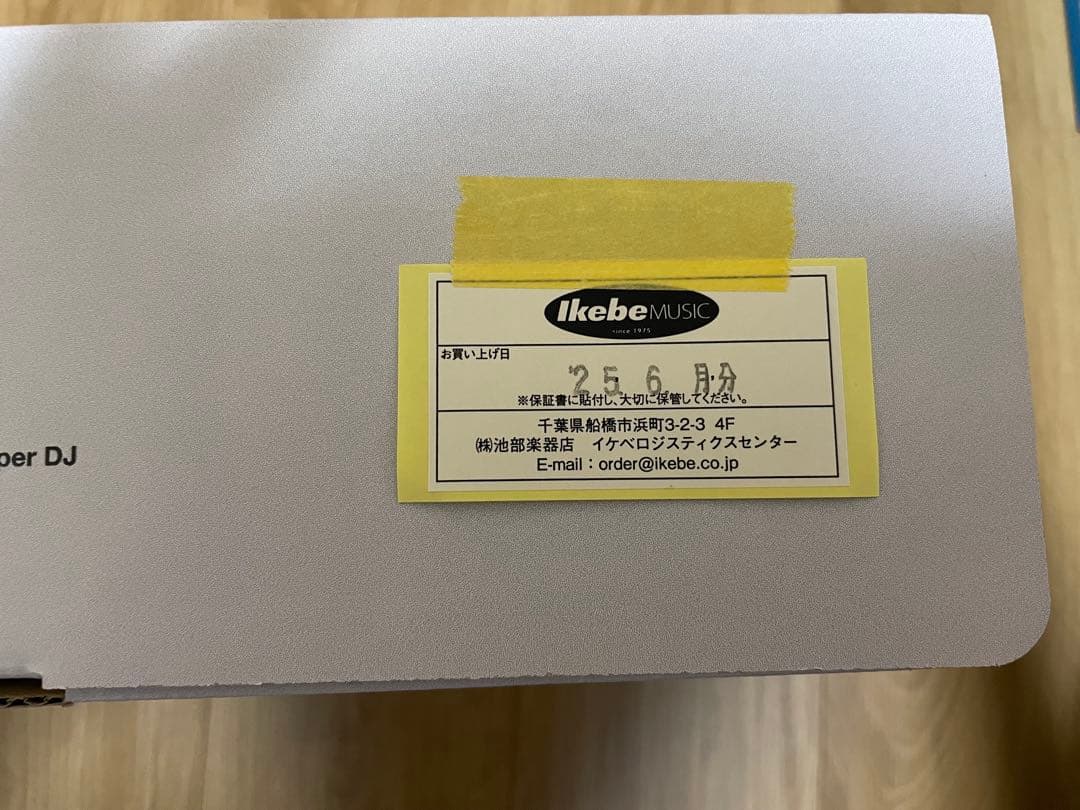 Ikebe MUSIC
since 1975
お買い上げ日
'25. 6. 月分
※保証書に貼付し、大切に保管してください。
千葉県船橋市浜町3-2-3 4F
㈱池部楽器店 イケベロジスティクスセンター
E-mail：order@ikebe.co.jp
per DJ